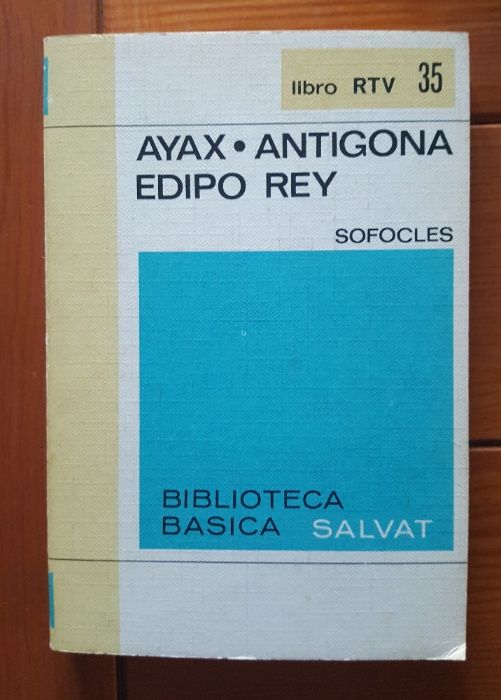 libro RTV 35
AYAX • ANTIGONA
EDIPO REY
SOFOCLES
BIBLIOTECA
BASICA SALVAT